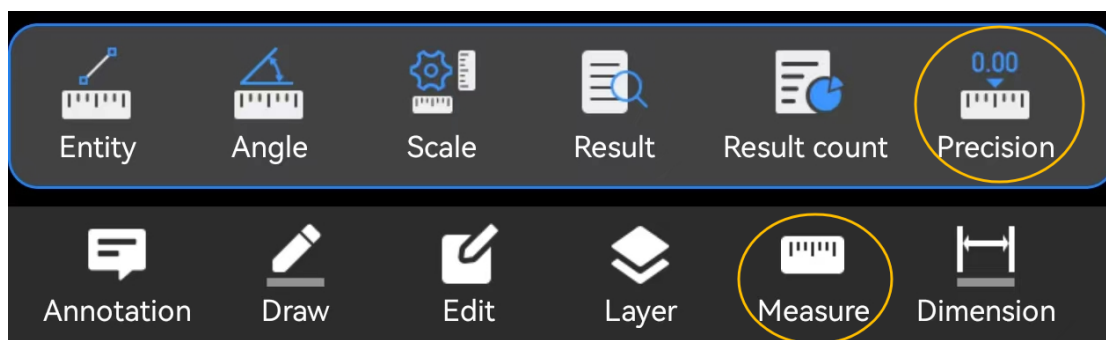 0.00
Entity Angle Scale Result Result count Precision
Annotation Draw Edit Layer Measure Dimension